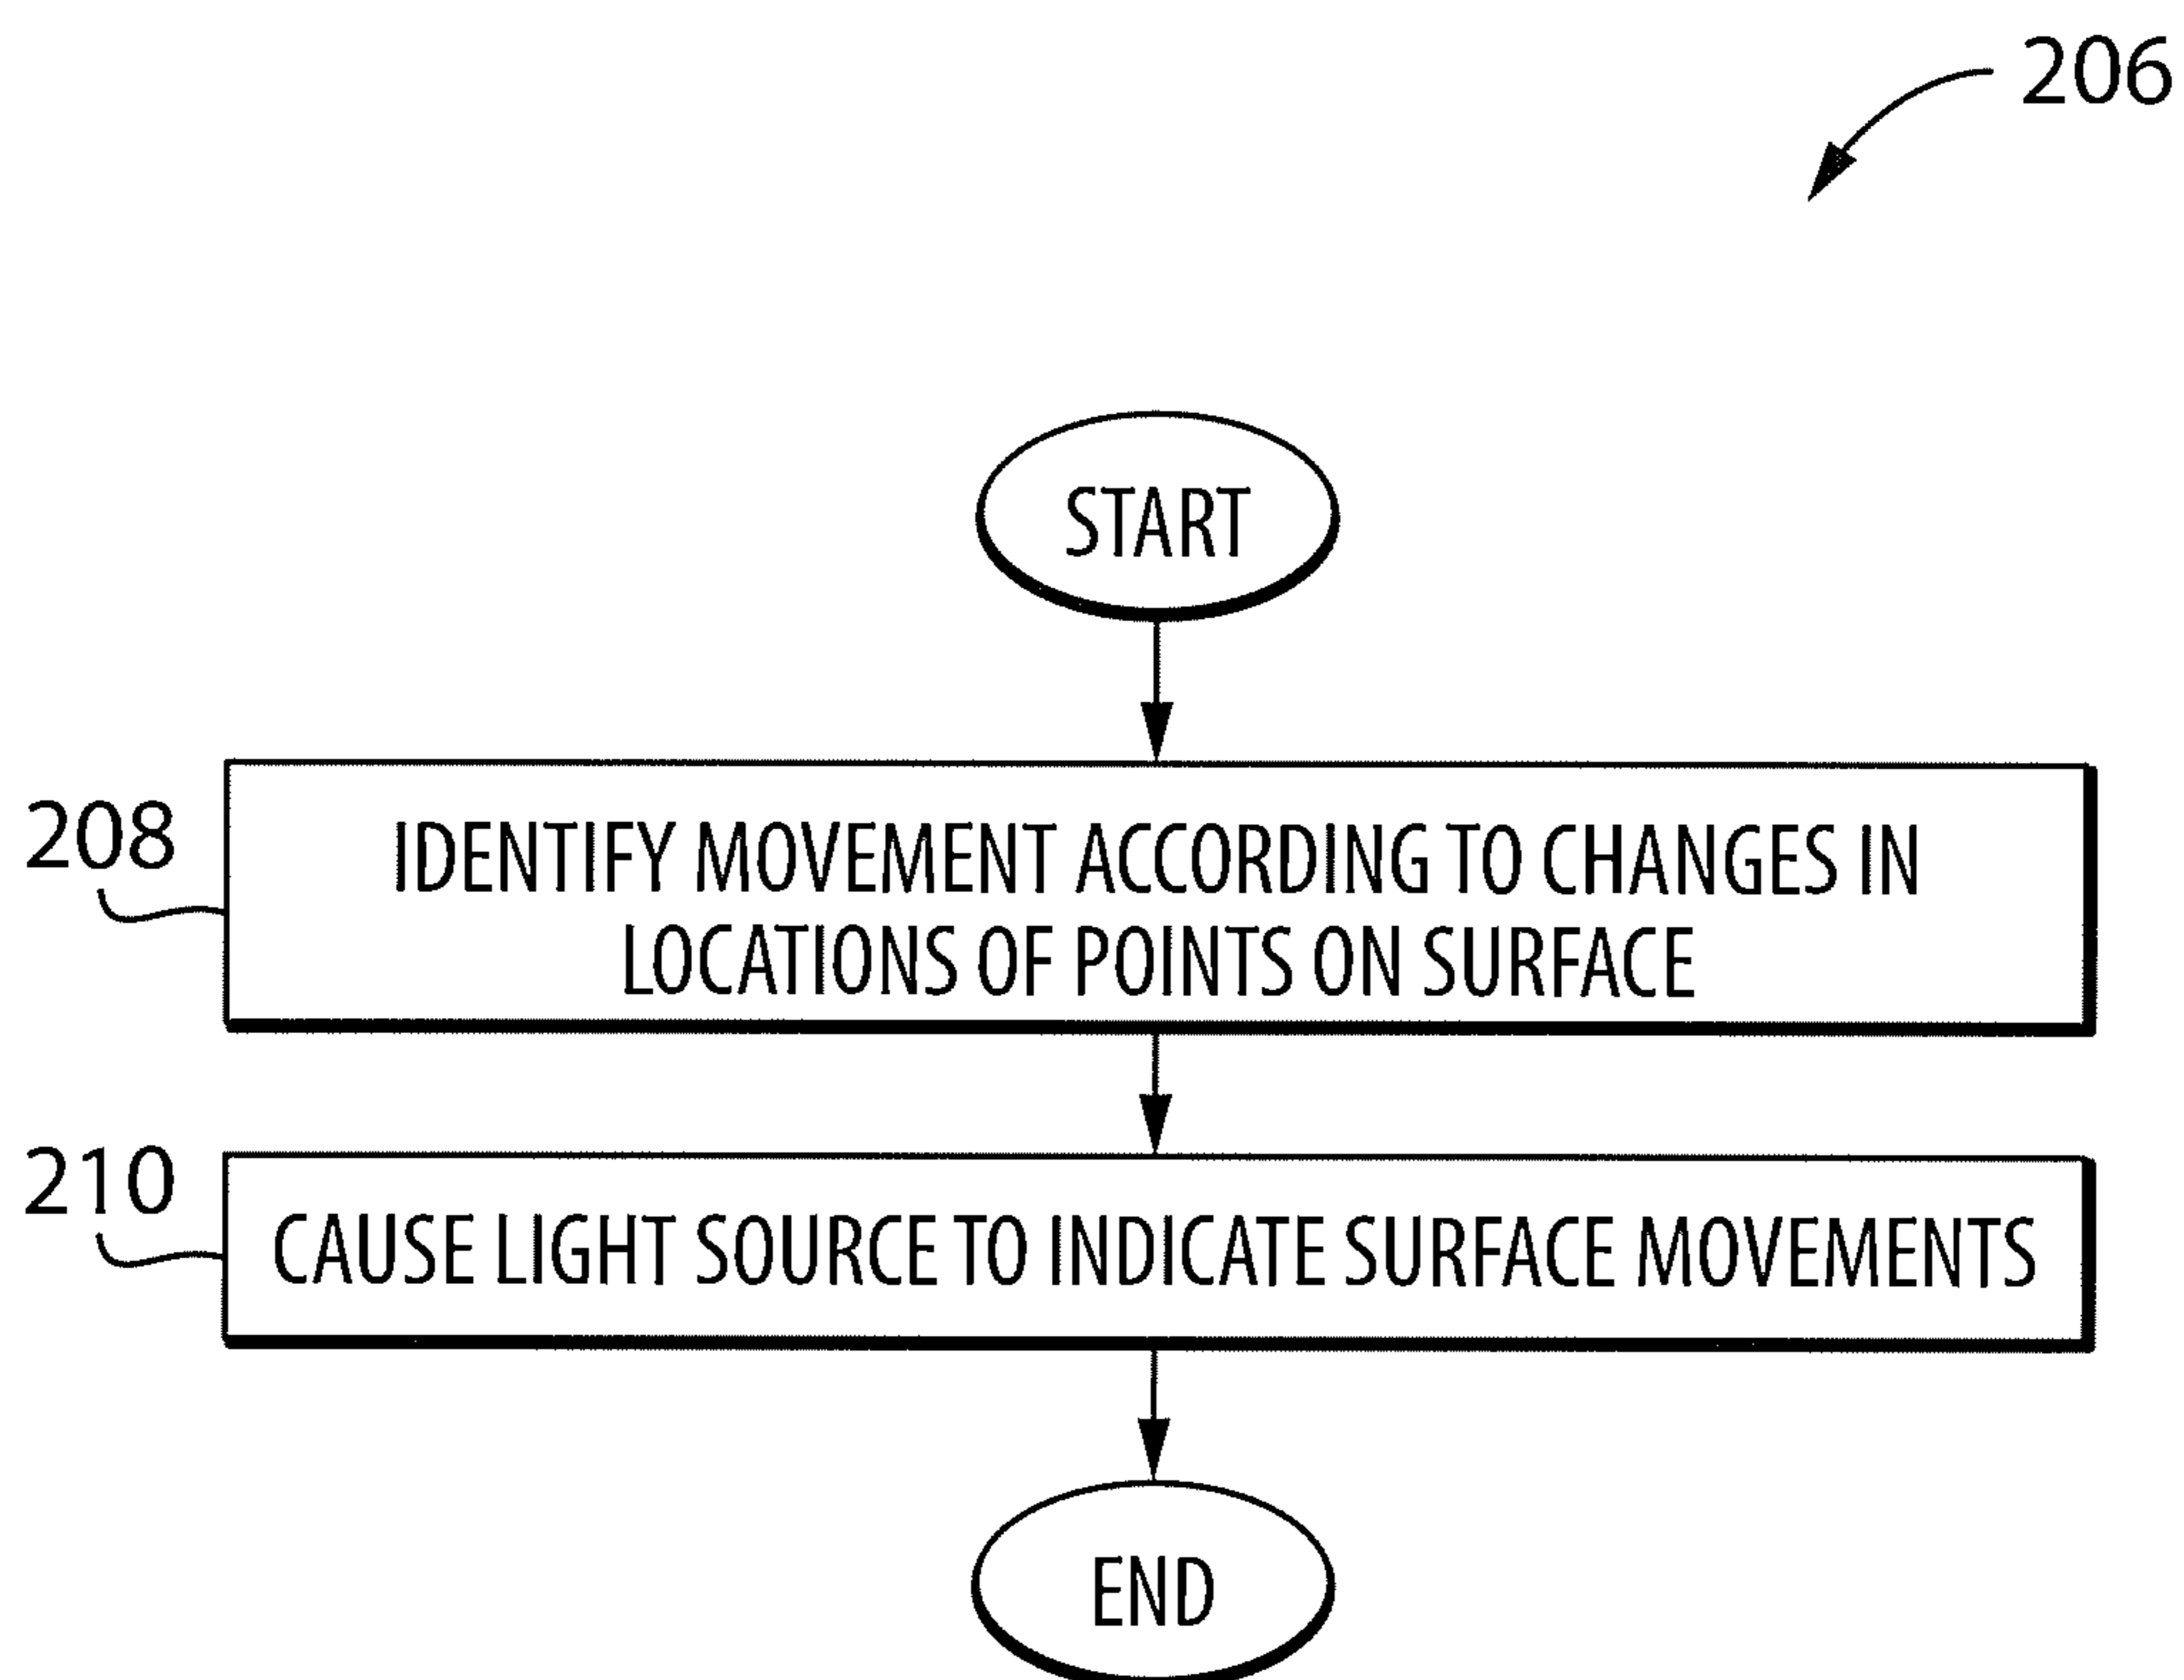 206
START
208
IDENTIFY MOVEMENT ACCORDING TO CHANGES IN
LOCATIONS OF POINTS ON SURFACE
210
CAUSE LIGHT SOURCE TO INDICATE SURFACE MOVEMENTS
END